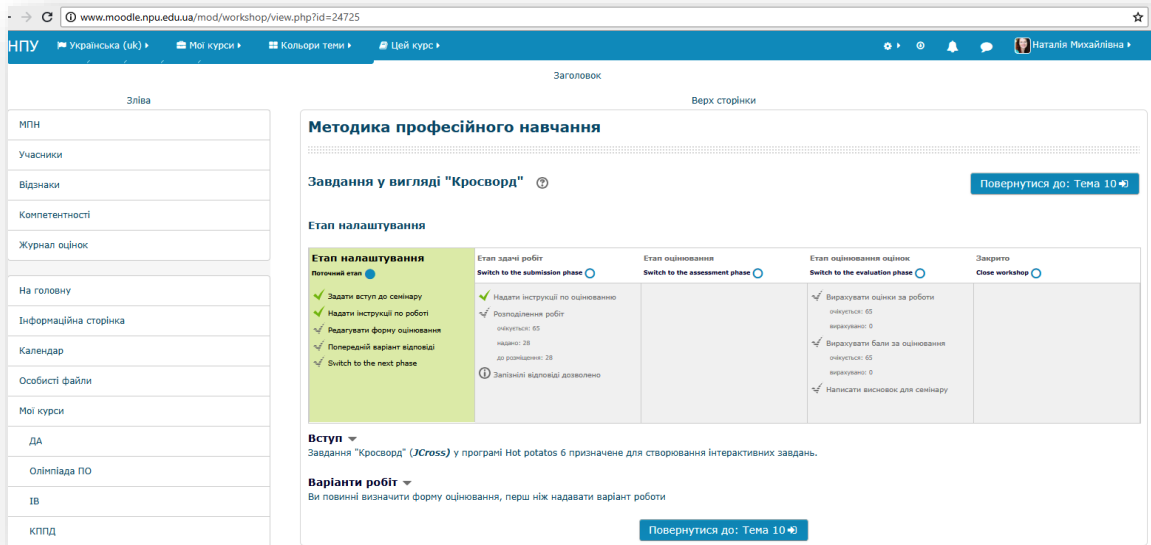 www.moodle.npu.edu.ua/mod/workshop/view.php?id=24725
НПУ Українська (uk) Мої курси Кольори теми Цей курс Наталія Михайлівна
Заголовок
Зліва
Верх сторінки
МПН
Учасники
Відзнаки
Компетентності
Журнал оцінок
На головну
Інформаційна сторінка
Календар
Особисті файли
Мої курси
ДА
Олімпіада ПО
ІВ
КППД
Методика професійного навчання
Завдання у вигляді "Кросворд"
Повернутися до: Тема 10
Етап налаштування
Етап налаштування
Поточний етап
Задати вступ до семінару
Надати інструкції по роботі
Редагувати форму оцінювання
Попередній варіант відповіді
Switch to the next phase
Етап здачі робіт
Switch to the submission phase
Надати інструкції по оцінюванню
Розподілення робіт
очікується: 65
надано: 28
до розміщення: 28
Запізнілі відповіді дозволено
Етап оцінювання
Switch to the assessment phase
Етап оцінювання оцінок
Switch to the evaluation phase
Вирахувати оцінки за роботи
очікується: 65
вирахувано: 0
Вирахувати бали за оцінювання
очікується: 65
вирахувано: 0
Написати висновок для семінару
Закрито
Close workshop
Вступ
Завдання "Кросворд" (JCross) у програмі Hot potatos 6 призначене для створювання інтерактивних завдань.
Варіанти робіт
Ви повинні визначити форму оцінювання, перш ніж надавати варіант роботи
Повернутися до: Тема 10